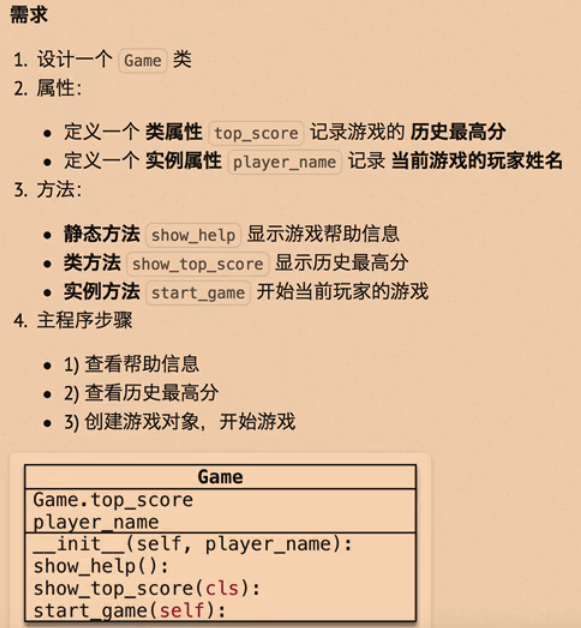 需求
1. 设计一个 Game 类
2. 属性：
• 定义一个 类属性 top_score 记录游戏的 历史最高分
• 定义一个 实例属性 player_name 记录 当前游戏的玩家姓名
3. 方法：
• 静态方法 show_help 显示游戏帮助信息
• 类方法 show_top_score 显示历史最高分
• 实例方法 start_game 开始当前玩家的游戏
4. 主程序步骤
• 1) 查看帮助信息
• 2) 查看历史最高分
• 3) 创建游戏对象，开始游戏
Game
Game.top_score
player_name
__init__(self, player_name):
show_help():
show_top_score(cls):
start_game(self):